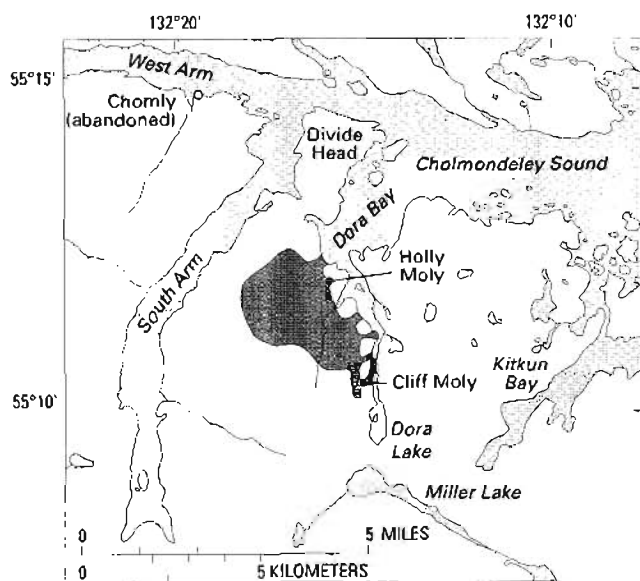 132°20'
132°10'
55°15'
West Arm
Chomly
(abandoned)
Divide
Head
Cholmondeley Sound
Dora Bay
Holly
Moly
South Arm
Kitkun
Bay
Cliff Moly
55°10'
Dora
Lake
Miller Lake
0
5 MILES
0
5 KILOMETERS